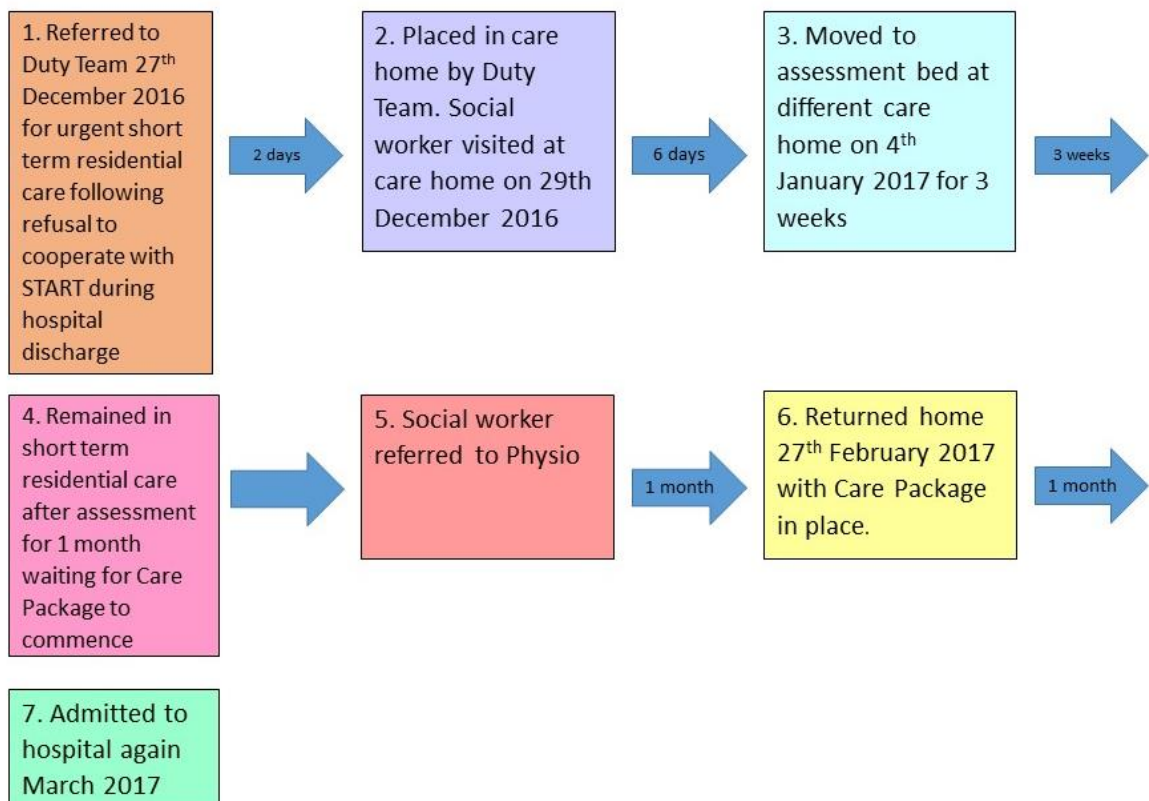 1. Referred to
Duty Team 27th
December 2016
for urgent short
term residential
care following
refusal to
cooperate with
START during
hospital
discharge
2 days
2. Placed in care
home by Duty
Team. Social
worker visited at
care home on 29th
December 2016
6 days
3. Moved to
assessment bed at
different care
home on 4th
January 2017 for 3
weeks
3 weeks
4. Remained in
short term
residential care
after assessment
for 1 month
waiting for Care
Package to
commence
5. Social worker
referred to Physio
1 month
6. Returned home
27th February 2017
with Care Package
in place.
1 month
7. Admitted to
hospital again
March 2017